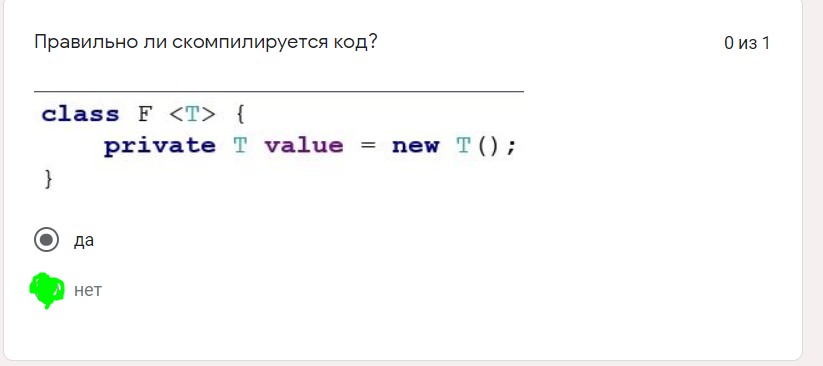 Правильно ли скомпилируется код?
0 из 1
class F <T> {
private T value = new T();
}
да
нет